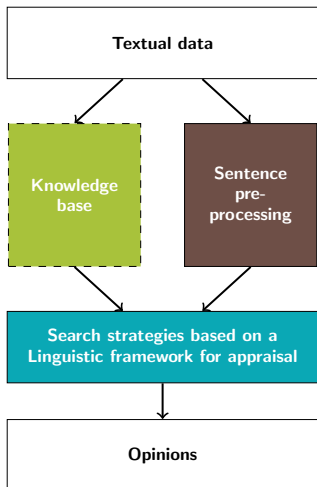 Textual data
Knowledge
base
Sentence
pre-
processing
Search strategies based on a
Linguistic framework for appraisal
Opinions